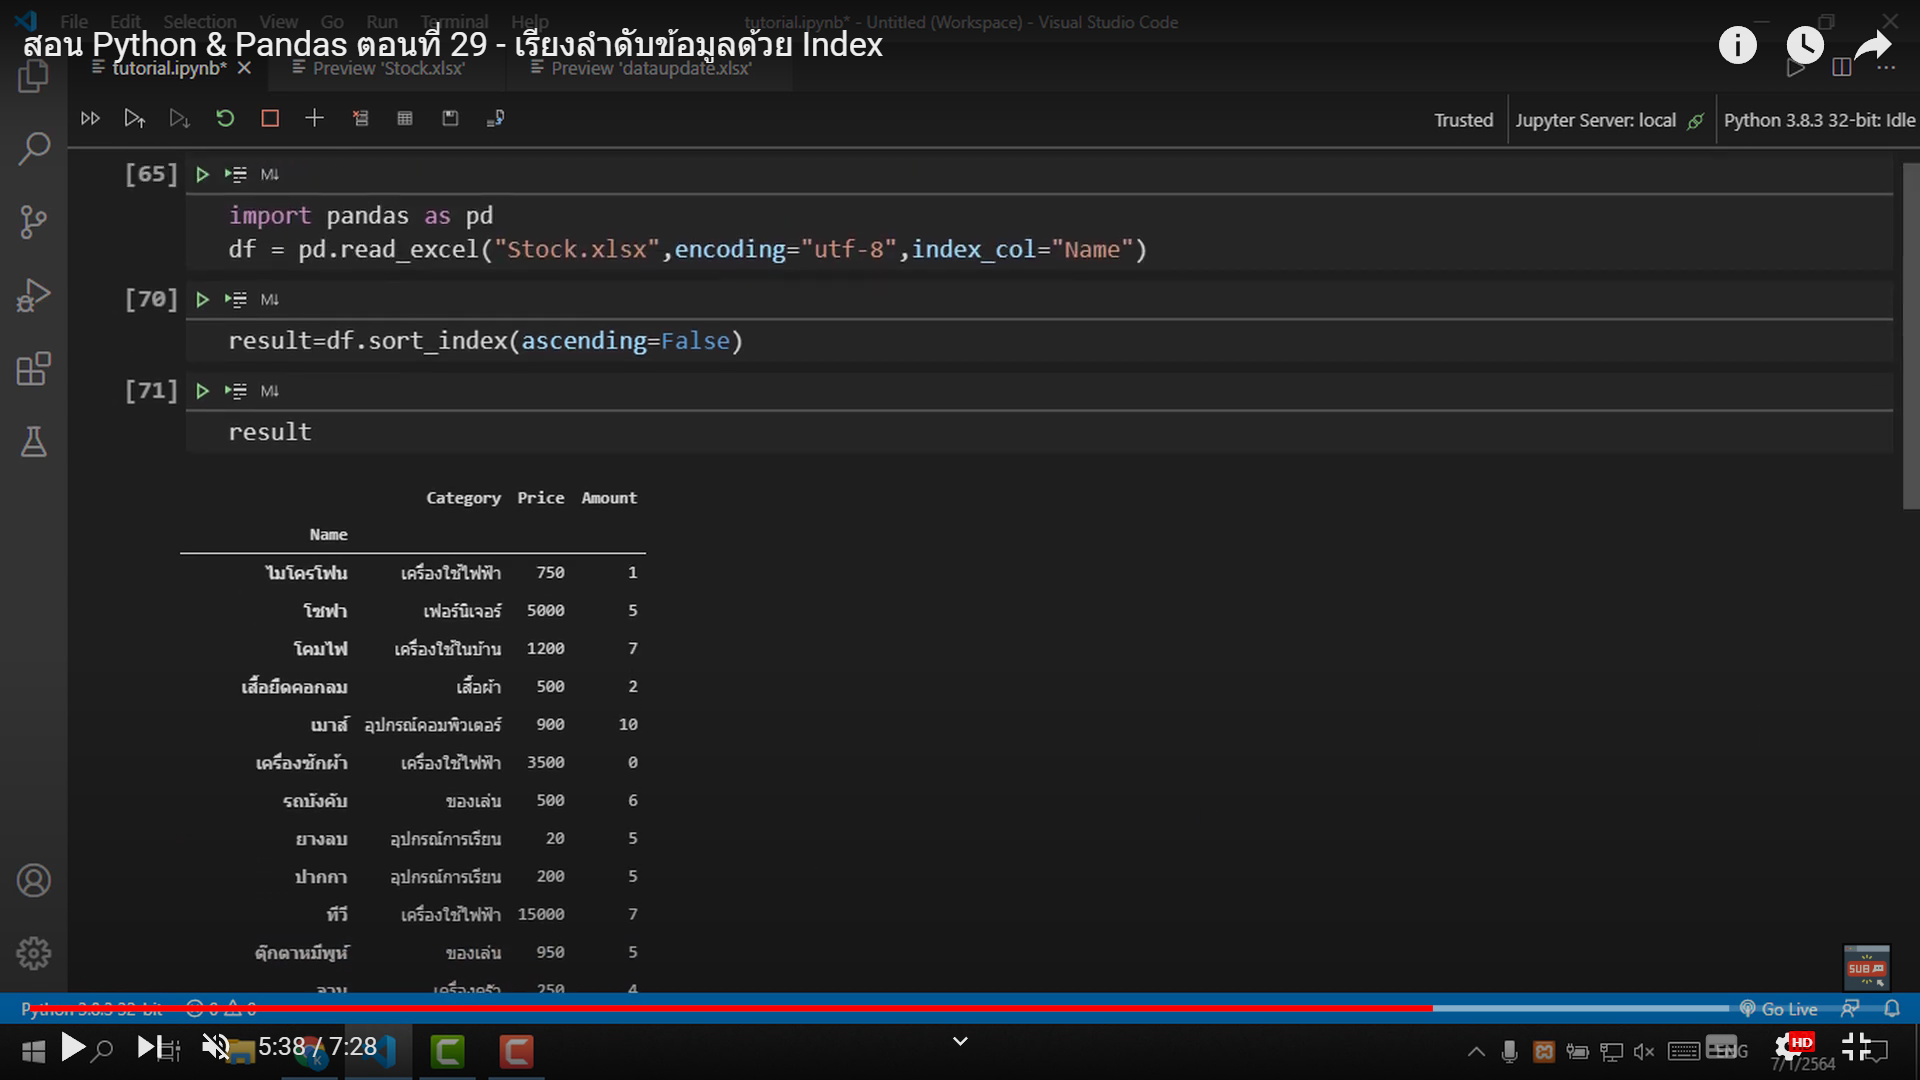 File Edit Selection View Go Run Terminal Help tutorial.ipynb* - Untitled (Workspace) - Visual Studio Code
สอน Python & Pandas ตอนที่ 29 - เรียงลำดับข้อมูลด้วย Index
tutorial.ipynb* Preview 'Stock.xlsx' Preview 'dataupdate.xlsx'
Trusted Jupyter Server: local Python 3.8.3 32-bit: Idle
[65] M↓
import pandas as pd
df = pd.read_excel("Stock.xlsx",encoding="utf-8",index_col="Name")
[70] M↓
result=df.sort_index(ascending=False)
[71] M↓
result
Category Price Amount
Name
ไมโครโฟน เครื่องใช้ไฟฟ้า 750 1
โซฟา เฟอร์นิเจอร์ 5000 5
โคมไฟ เครื่องใช้ในบ้าน 1200 7
เสื้อยืดคอกลม เสื้อผ้า 500 2
เมาส์ อุปกรณ์คอมพิวเตอร์ 900 10
เครื่องซักผ้า เครื่องใช้ไฟฟ้า 3500 0
รถบังคับ ของเล่น 500 6
ยางลบ อุปกรณ์การเรียน 20 5
ปากกา อุปกรณ์การเรียน 200 5
ทีวี เครื่องใช้ไฟฟ้า 15000 7
ตุ๊กตาหมีพูห์ ของเล่น 950 5
จาน เครื่องครัว 250 4
SUB
Python 3.8.3 32-bit 0 0 Go Live
5:38 / 7:28 ENG HD
7/1/2564